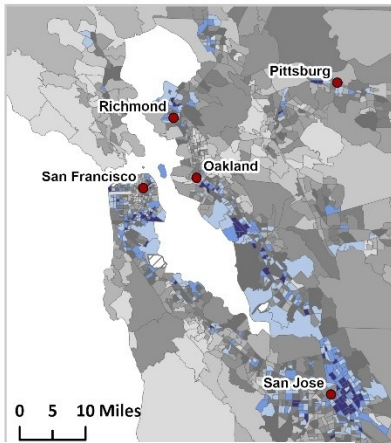 Pittsburg
Richmond
Oakland
San Francisco
San Jose
0 5 10 Miles